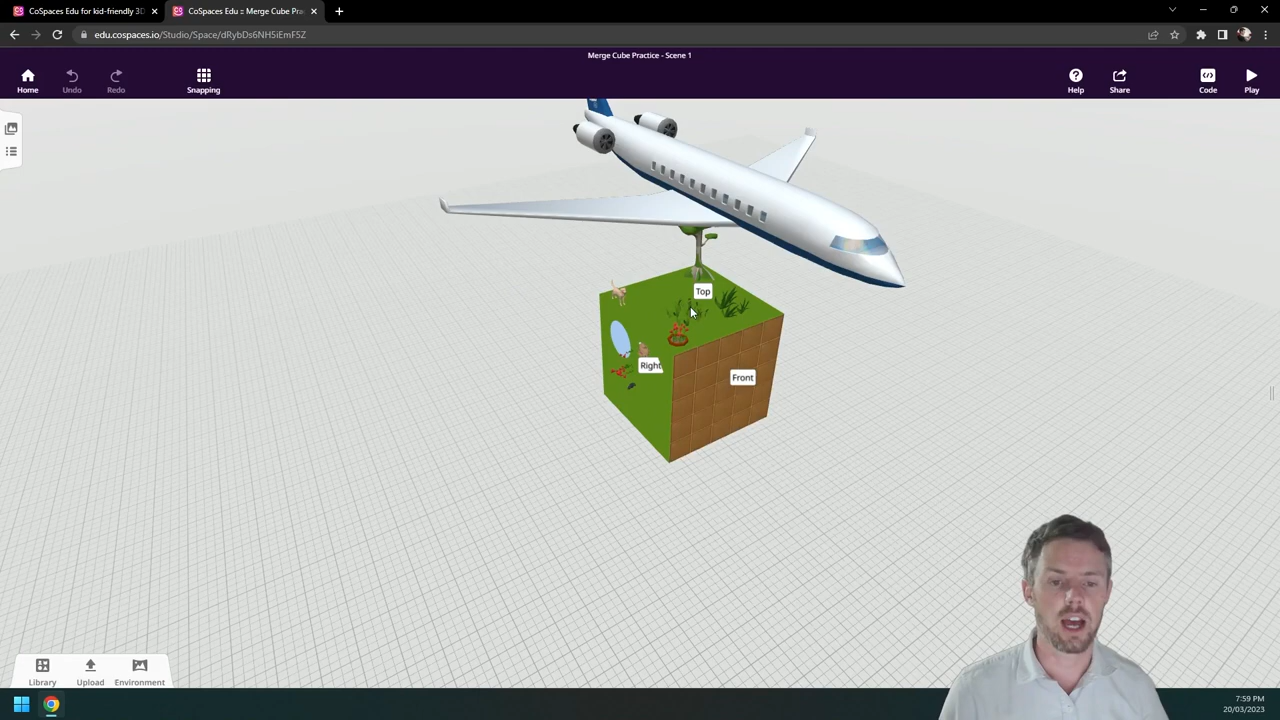 CoSpaces Edu for kid-friendly 3D
CoSpaces Edu :: Merge Cube Pra
edu.cospaces.io/Studio/Space/dRybDs6NH5iEmF5Z
Merge Cube Practice - Scene 1
Home
Undo
Redo
Snapping
Help
Share
Code
Play
Top
Right
Front
Library
Upload
Environment
7:59 PM
20/03/2023